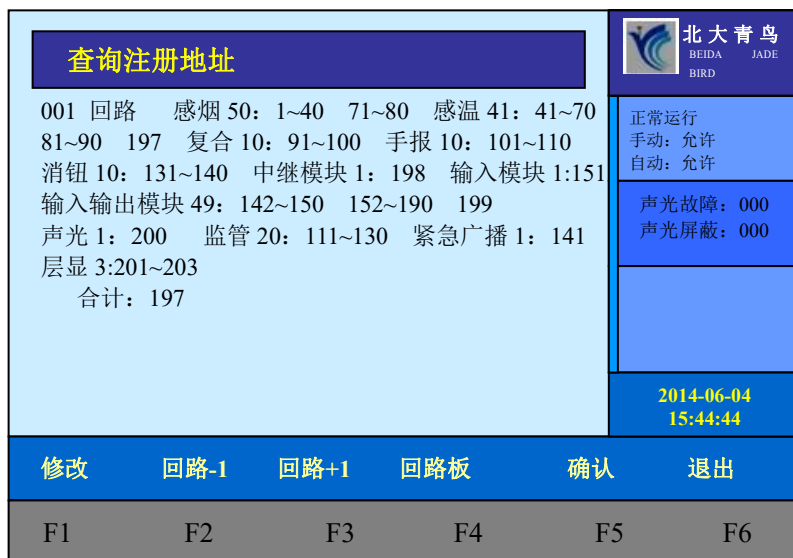 查询注册地址
001 回路 感烟 50：1~40 71~80 感温 41：41~70
81~90 197 复合 10：91~100 手报 10：101~110
消钮 10：131~140 中继模块 1：198 输入模块 1:151
输入输出模块 49：142~150 152~190 199
声光 1：200 监管 20：111~130 紧急广播 1：141
层显 3:201~203
合计：197
北大青鸟
BEIDA JADE
BIRD
正常运行
手动：允许
自动：允许
声光故障：000
声光屏蔽：000
2014-06-04
15:44:44
修改 回路-1 回路+1 回路板 确认 退出
F1 F2 F3 F4 F5 F6